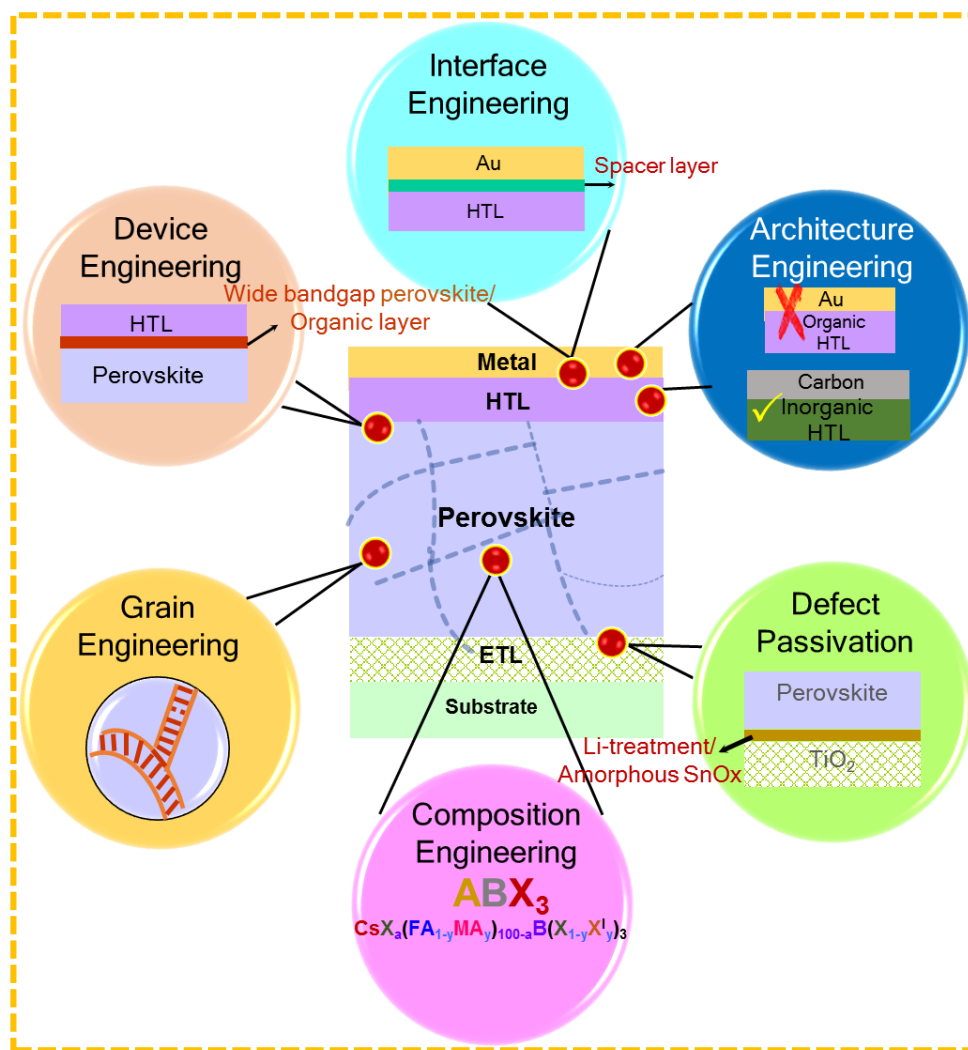 Interface
Engineering
Au
Spacer layer
HTL
Device
Engineering
HTL
Wide bandgap perovskite/
Organic layer
Perovskite
Architecture
Engineering
Au
Organic
HTL
Carbon
Inorganic
HTL
Metal
HTL
Perovskite
ETL
Substrate
Grain
Engineering
Defect
Passivation
Perovskite
Li-treatment/
Amorphous SnOx
TiO₂
Composition
Engineering
ABX₃
CsXₐ(FA₁₋yMAy)₁₀₀₋ₐB(X₁₋yXᴵy)₃